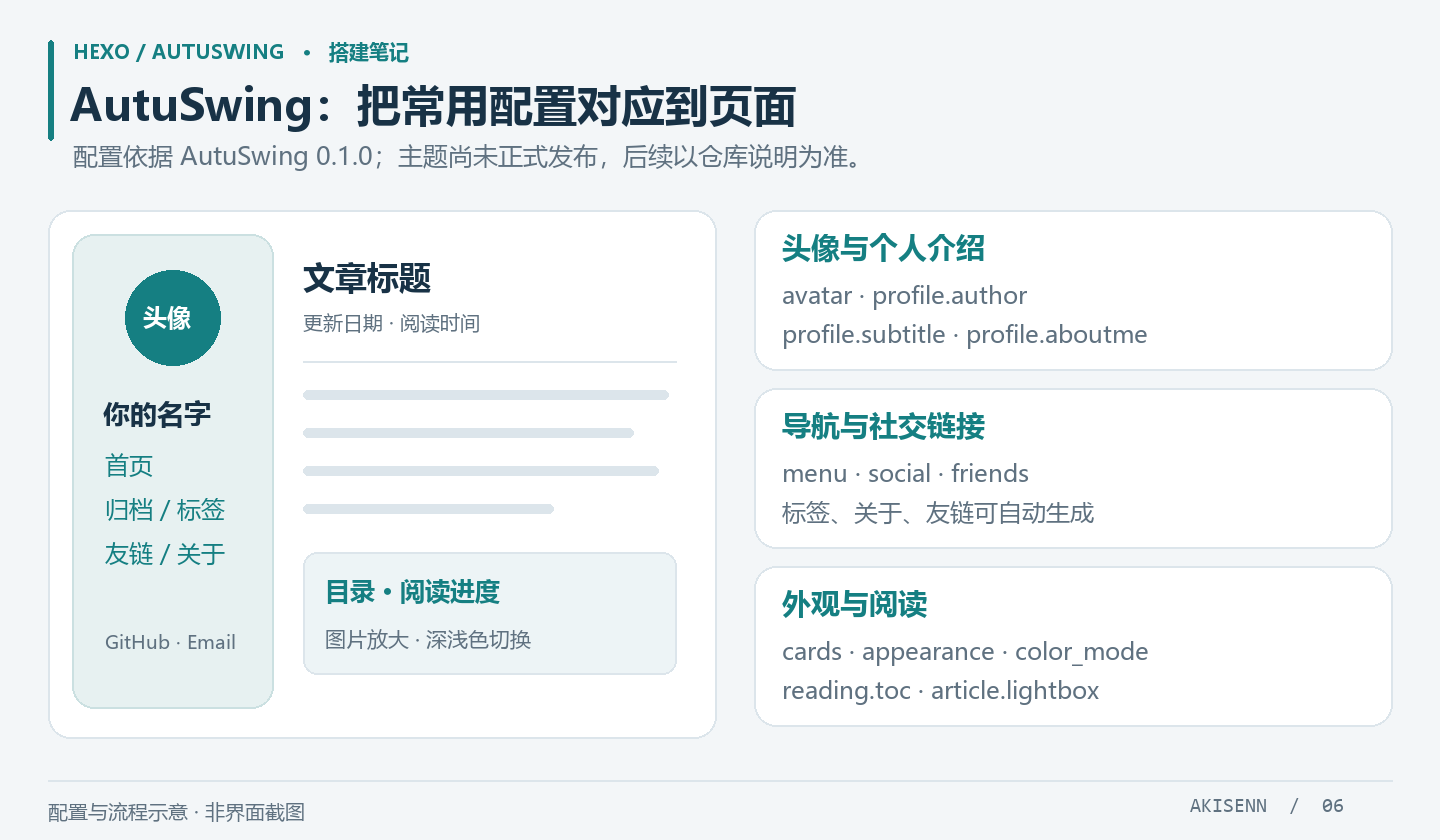 HEXO / AUTUSWING • 搭建笔记
AutuSwing：把常用配置对应到页面
配置依据 AutuSwing 0.1.0；主题尚未正式发布，后续以仓库说明为准。
头像
你的名字
首页
归档 / 标签
友链 / 关于
GitHub · Email
文章标题
更新日期 · 阅读时间
目录 • 阅读进度
图片放大 · 深浅色切换
头像与个人介绍
avatar · profile.author
profile.subtitle · profile.aboutme
导航与社交链接
menu · social · friends
标签、关于、友链可自动生成
外观与阅读
cards · appearance · color_mode
reading.toc · article.lightbox
配置与流程示意 · 非界面截图
AKISENN / 06